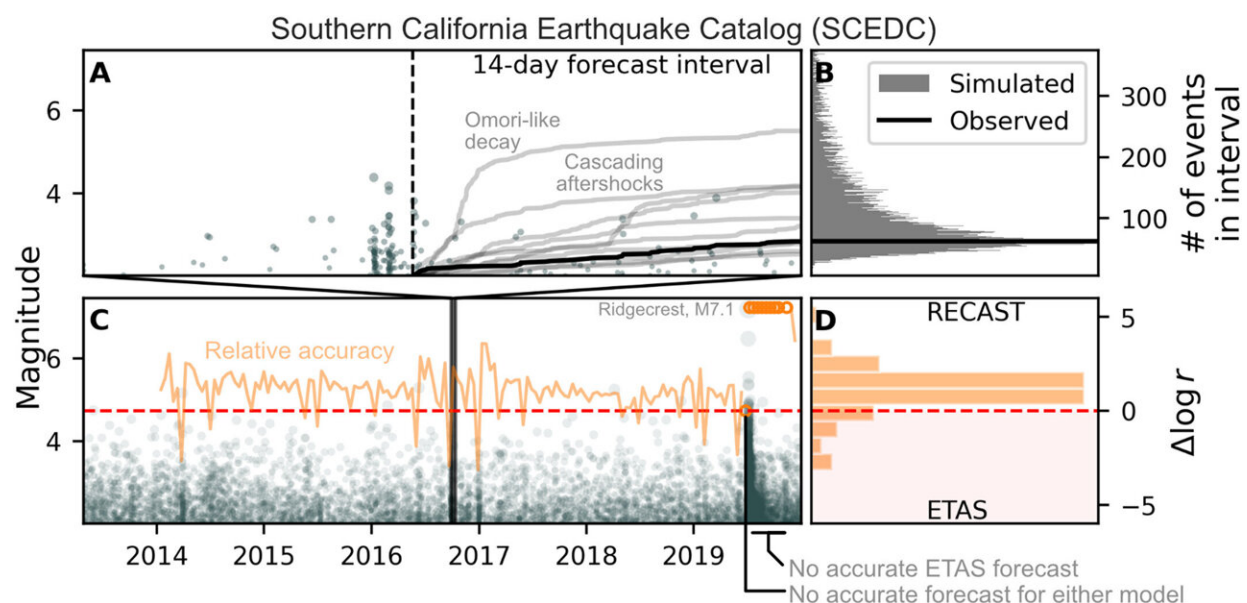 Southern California Earthquake Catalog (SCEDC)
A
14-day forecast interval
B
Simulated
Observed
Omori-like
decay
Cascading
aftershocks
6
4
300
200
100
# of events
in interval
Magnitude
C
Ridgecrest, M7.1
Relative accuracy
D
RECAST
ETAS
6
4
5
0
−5
Δlog r
2014
2015
2016
2017
2018
2019
No accurate ETAS forecast
No accurate forecast for either model